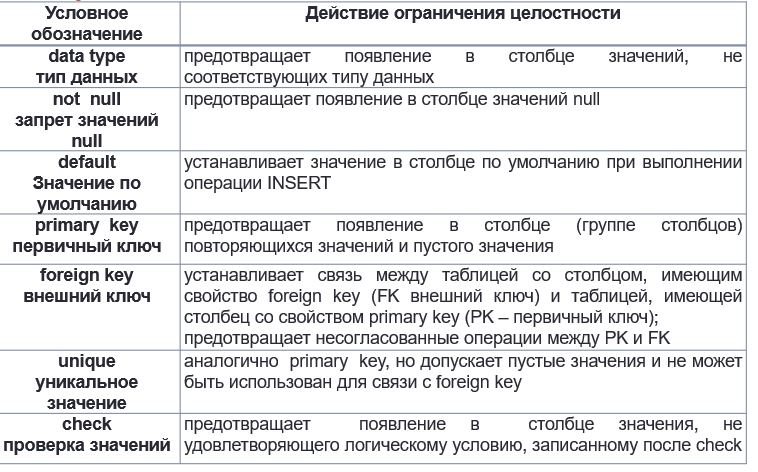 Условное обозначение
Действие ограничения целостности
data type
тип данных
предотвращает появление в столбце значений, не
соответствующих типу данных
not null
запрет значений
null
предотвращает появление в столбце значений null
default
Значение по
умолчанию
устанавливает значение в столбце по умолчанию при выполнении
операции INSERT
primary key
первичный ключ
предотвращает появление в столбце (группе столбцов)
повторяющихся значений и пустого значения
foreign key
внешний ключ
устанавливает связь между таблицей со столбцом, имеющим
свойство foreign key (FK внешний ключ) и таблицей, имеющей
столбец со свойством primary key (PK – первичный ключ);
предотвращает несогласованные операции между PK и FK
unique
уникальное
значение
аналогично primary key, но допускает пустые значения и не может
быть использован для связи с foreign key
check
проверка значений
предотвращает появление в столбце значения, не
удовлетворяющего логическому условию, записанному после check